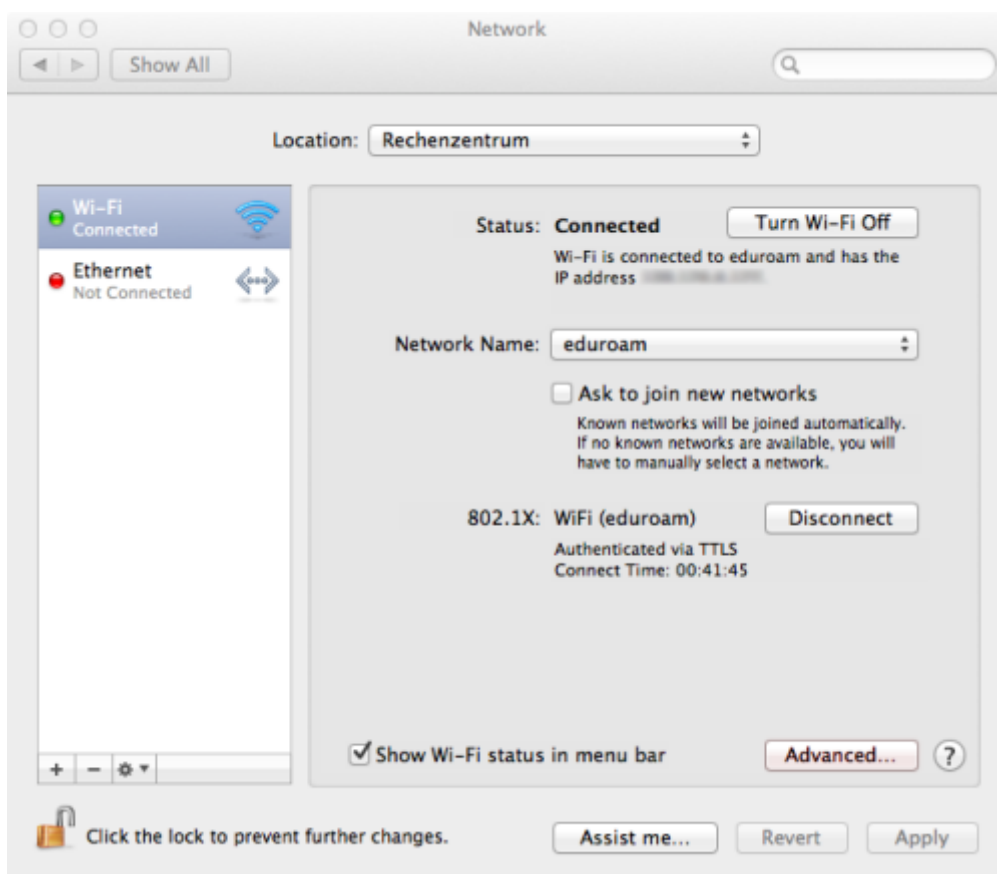 Network
Show All
Location: Rechenzentrum
Wi-Fi
Connected
Ethernet
Not Connected
Status: Connected
Turn Wi-Fi Off
Wi-Fi is connected to eduroam and has the
IP address
Network Name: eduroam
Ask to join new networks
Known networks will be joined automatically.
If no known networks are available, you will
have to manually select a network.
802.1X: WiFi (eduroam)
Disconnect
Authenticated via TTLS
Connect Time: 00:41:45
Show Wi-Fi status in menu bar
Advanced...
?
+ −
Click the lock to prevent further changes.
Assist me...
Revert
Apply